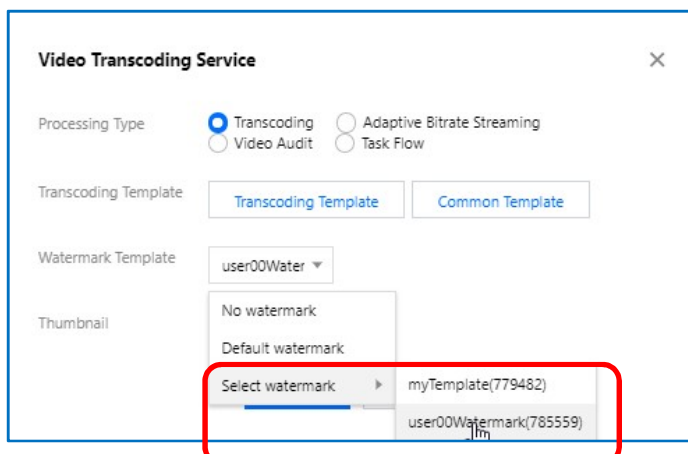 Video Transcoding Service
Processing Type
Transcoding
Adaptive Bitrate Streaming
Video Audit
Task Flow
Transcoding Template
Transcoding Template
Common Template
Watermark Template
user00Water
Thumbnail
No watermark
Default watermark
Select watermark
myTemplate(779482)
user00Watermark(785559)